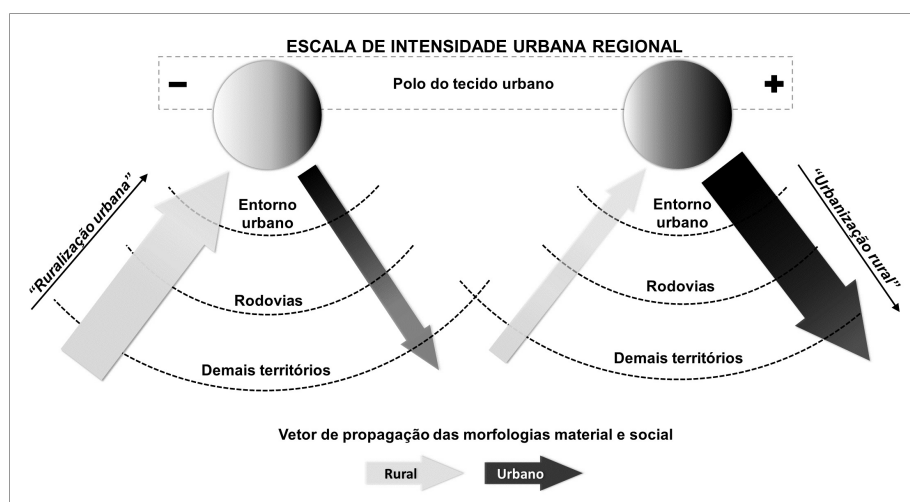 ESCALA DE INTENSIDADE URBANA REGIONAL
– Polo do tecido urbano +
"Ruralização urbana"
Entorno
urbano
Rodovias
Demais territórios
Entorno
urbano
Rodovias
Demais territórios
"Urbanização rural"
Vetor de propagação das morfologias material e social
Rural
Urbano